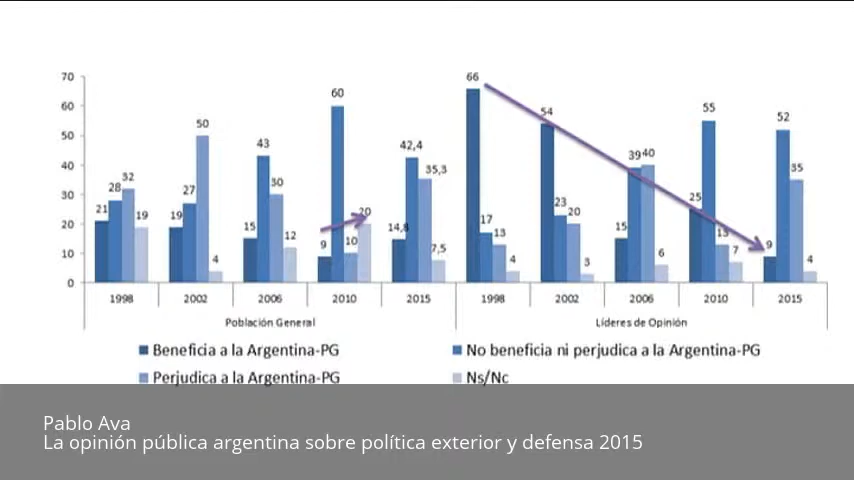 70
60
50
40
30
20
10
0
21 28 32 19
19 27 50 4
15 43 30 12
9 60 10 20
14,8 42,4 35,3 7,5
66 17 13 4
54 23 20 3
15 39 40 6
25 55 13 7
9 52 35 4
1998 2002 2006 2010 2015 1998 2002 2006 2010 2015
Población General Líderes de Opinión
Beneficia a la Argentina-PG No beneficia ni perjudica a la Argentina-PG
Perjudica a la Argentina-PG Ns/Nc
Pablo Ava
La opinión pública argentina sobre política exterior y defensa 2015